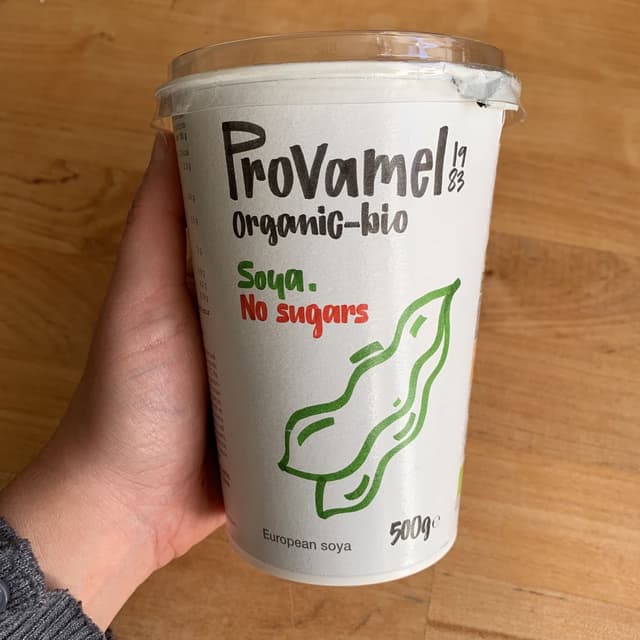 Provamel 19
83
organic-bio
Soya.
No sugars
European soya
500g e